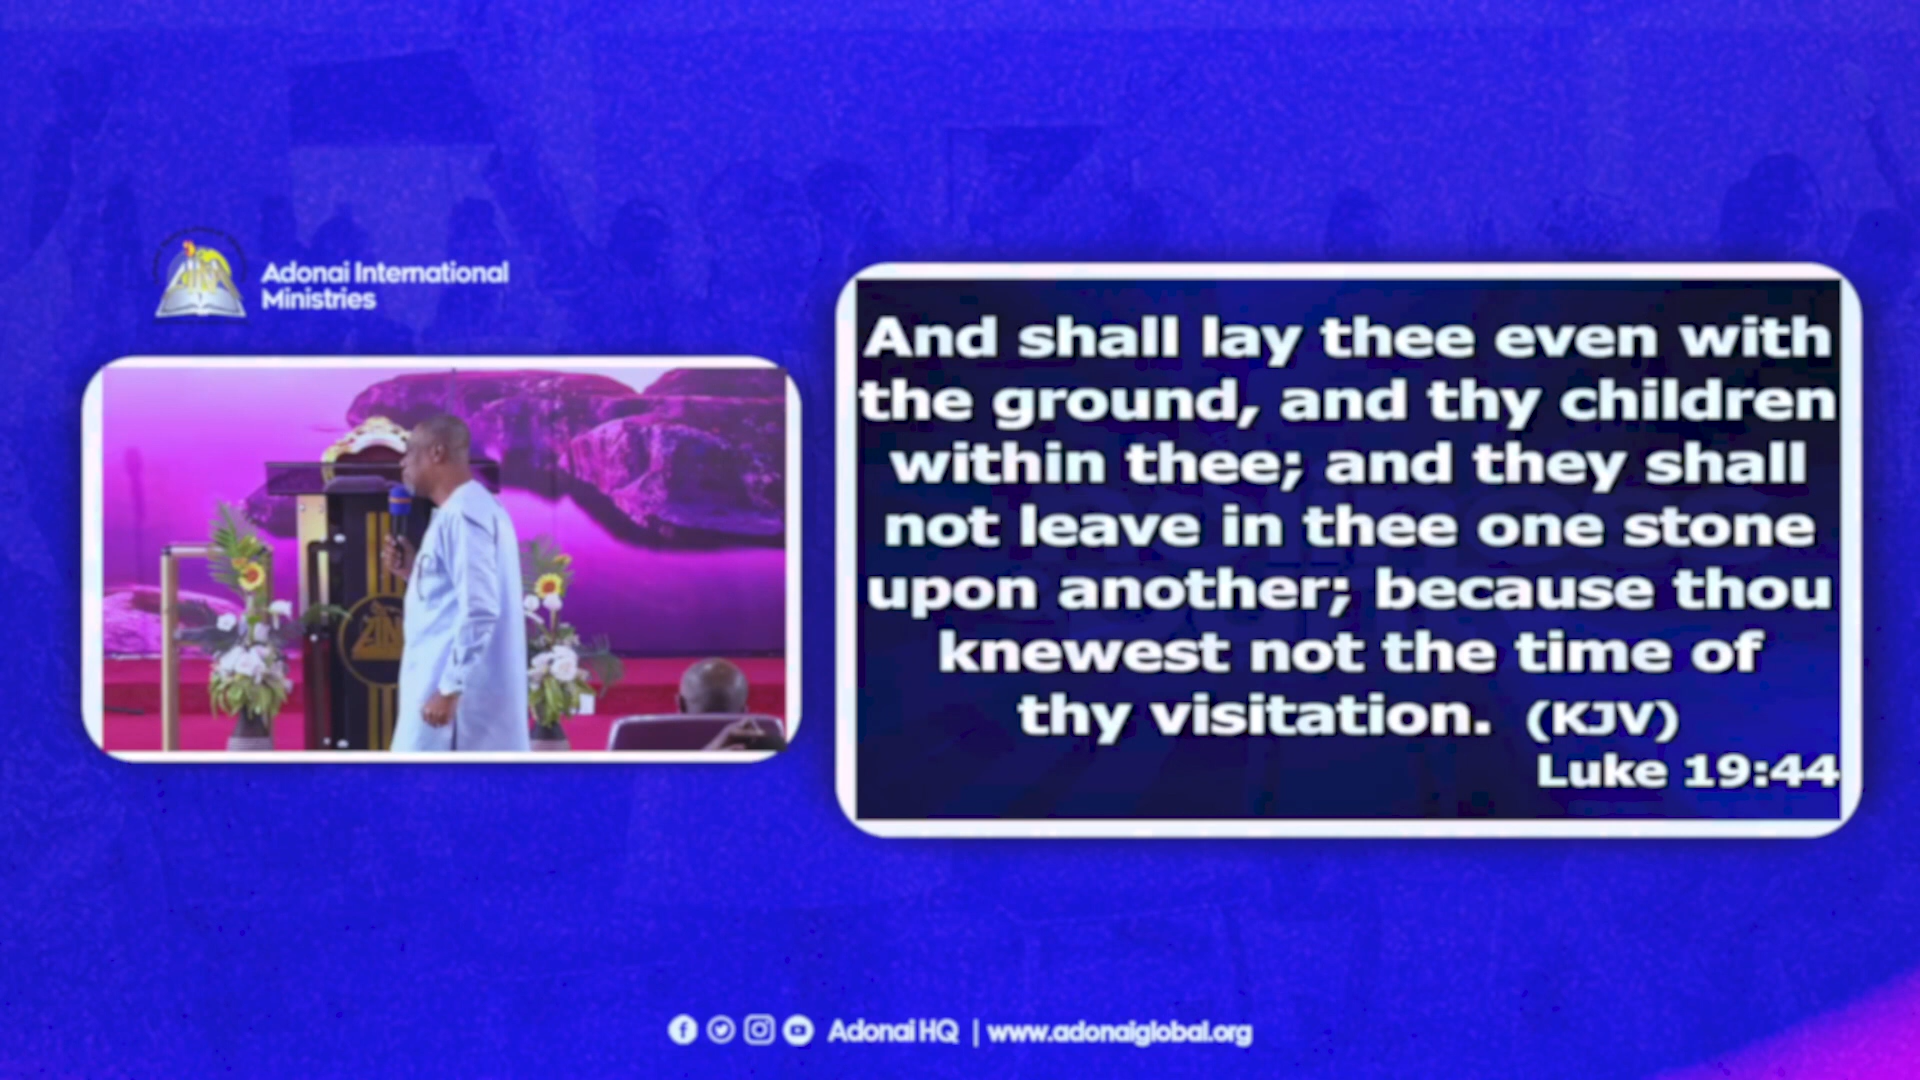 Adonai International
Ministries
And shall lay thee even with
the ground, and thy children
within thee; and they shall
not leave in thee one stone
upon another; because thou
knewest not the time of
thy visitation. (KJV)
Luke 19:44
Adonai HQ | www.adonaiglobal.org